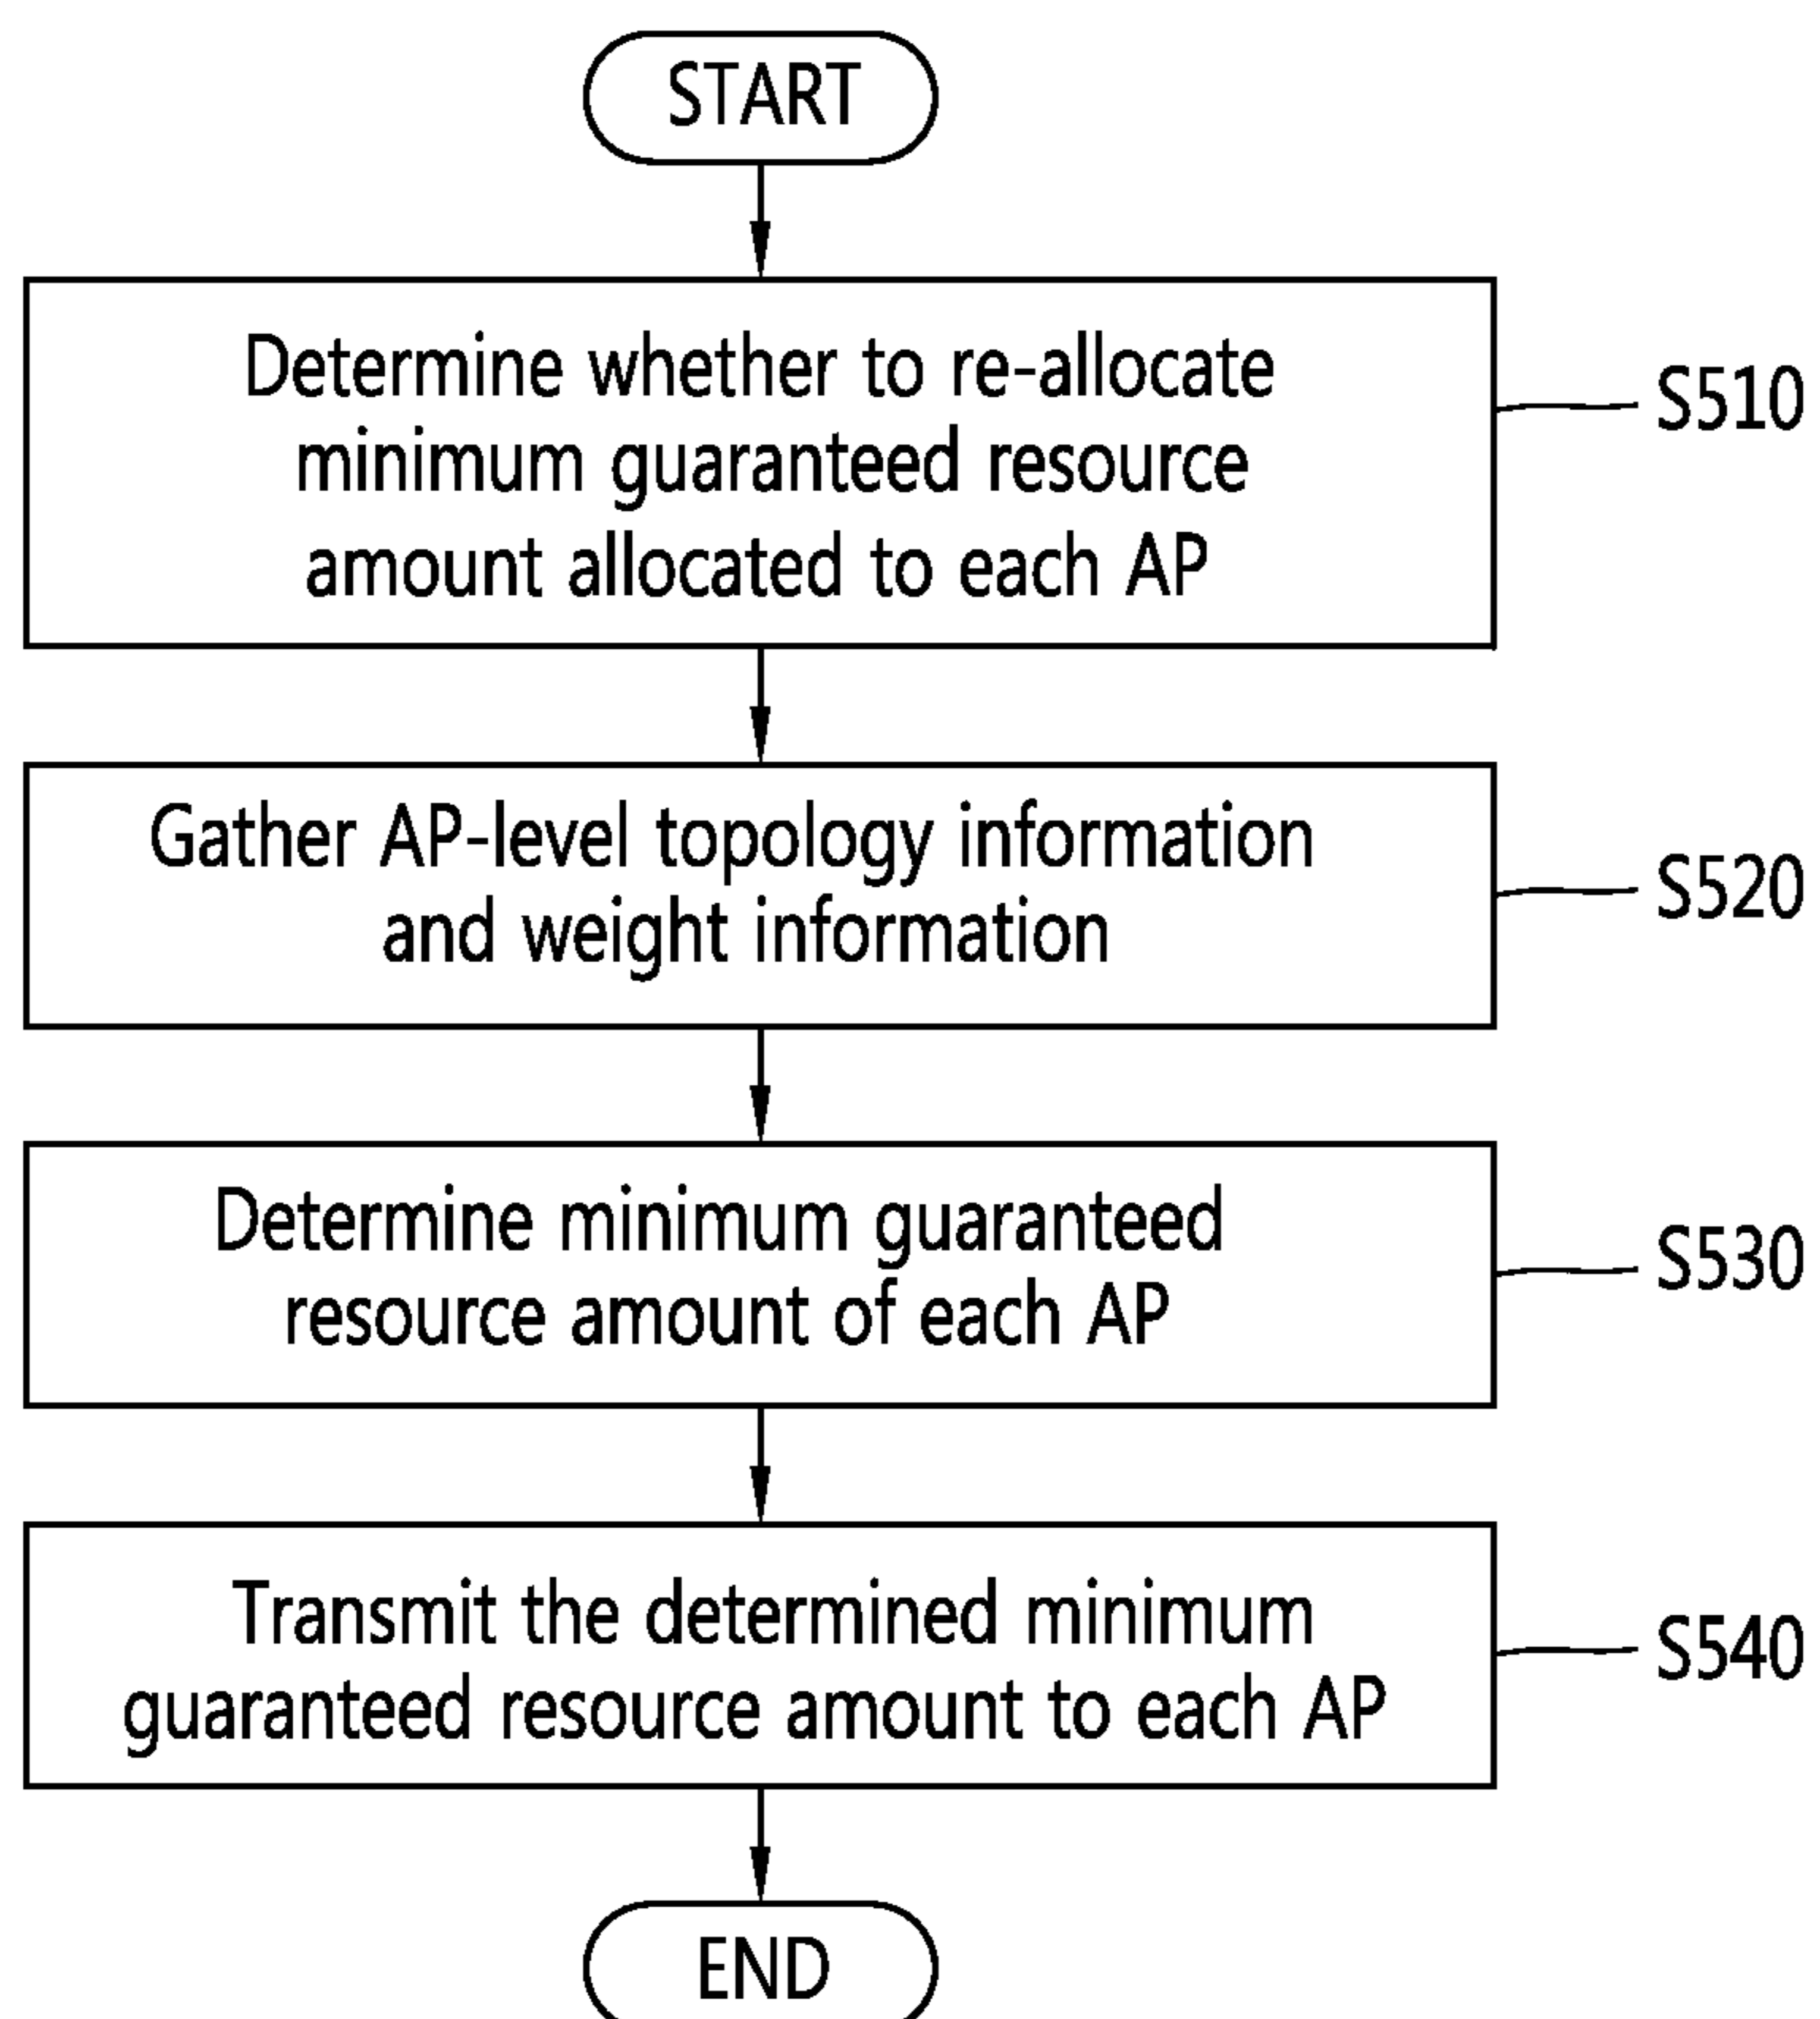 START
Determine whether to re-allocate
minimum guaranteed resource
amount allocated to each AP
S510
Gather AP-level topology information
and weight information
S520
Determine minimum guaranteed
resource amount of each AP
S530
Transmit the determined minimum
guaranteed resource amount to each AP
S540
END